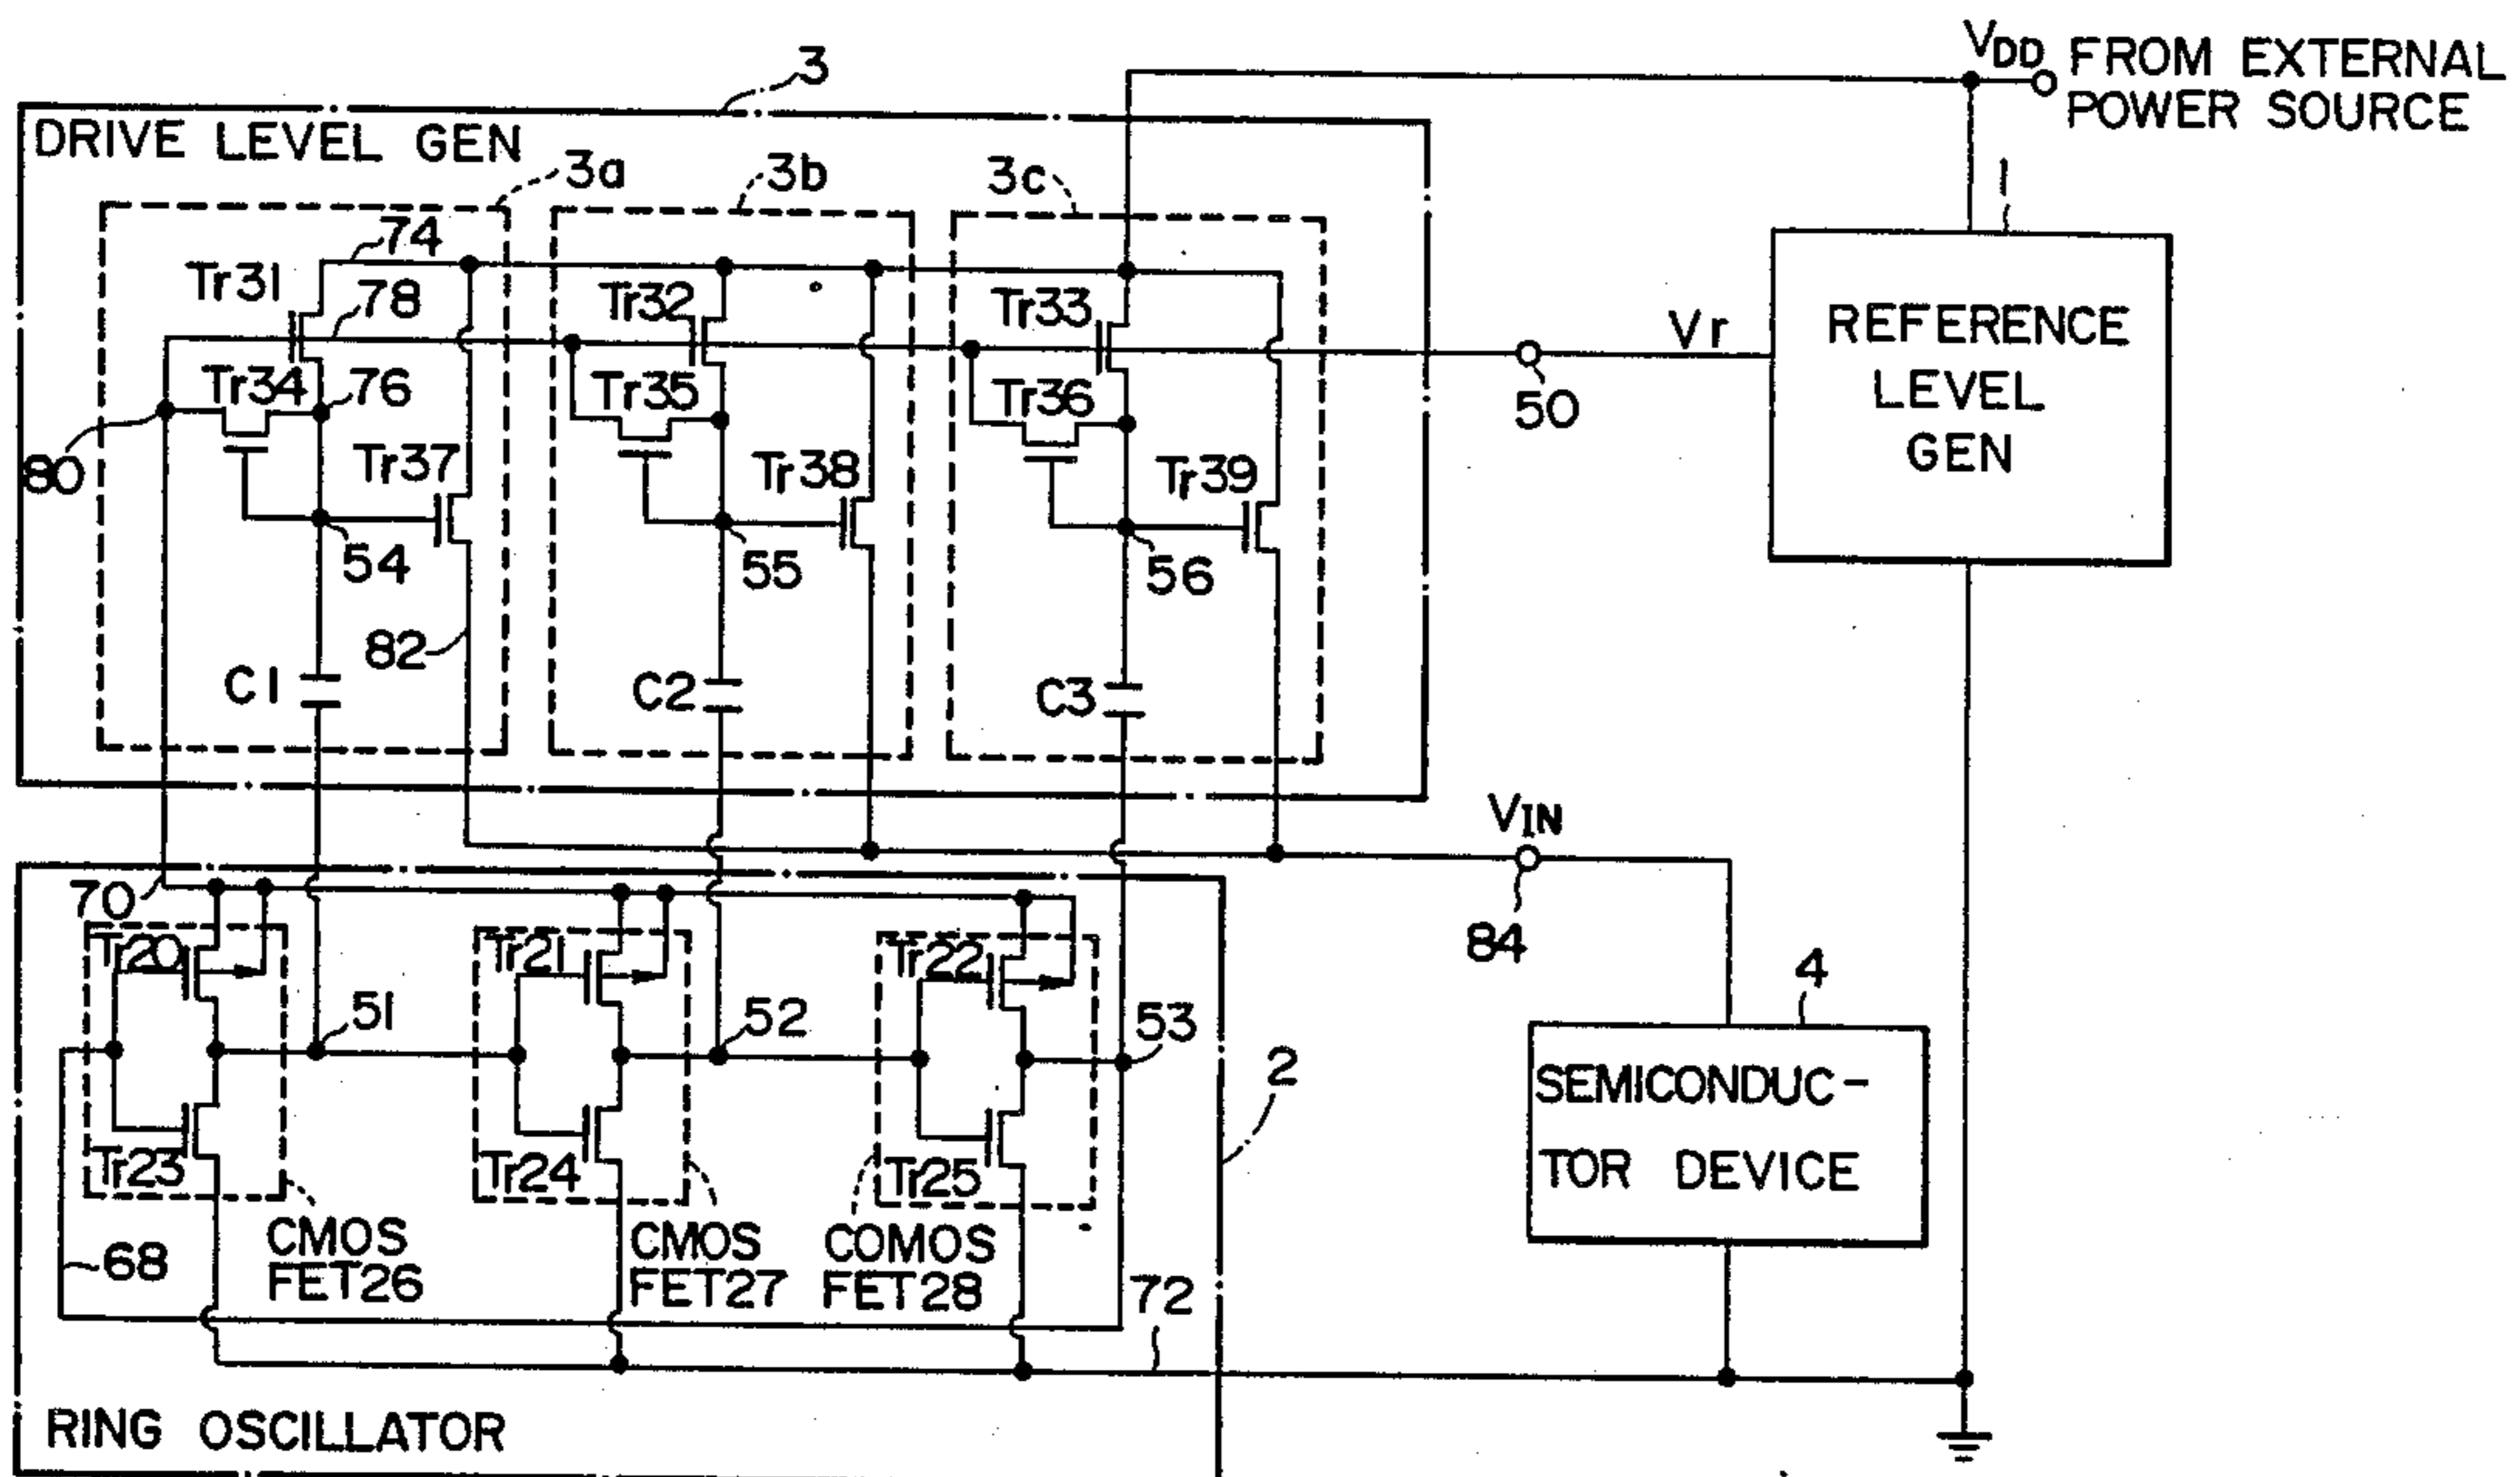 3
VDD FROM EXTERNAL
POWER SOURCE
DRIVE LEVEL GEN
3a
3b
3c
1
74
Tr31
78
Tr32
Tr33
Vr
REFERENCE
LEVEL
GEN
Tr34
76
Tr35
Tr36
50
80
Tr37
Tr38
Tr39
54
55
56
82
C1
C2
C3
VIN
70
84
Tr20
Tr21
Tr22
4
51
52
53
2
SEMICONDUC-
TOR DEVICE
Tr23
Tr24
Tr25
68
CMOS
FET26
CMOS
FET27
COMOS
FET28
72
RING OSCILLATOR